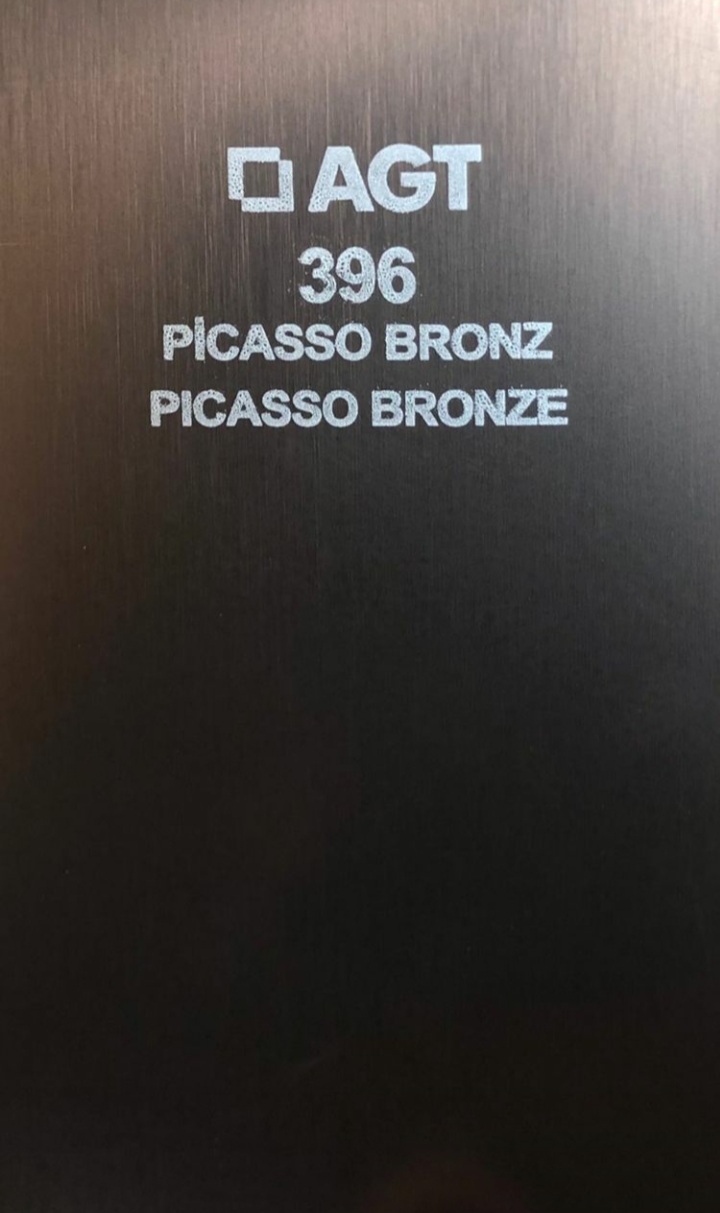 AGT
396
PİCASSO BRONZ
PICASSO BRONZE